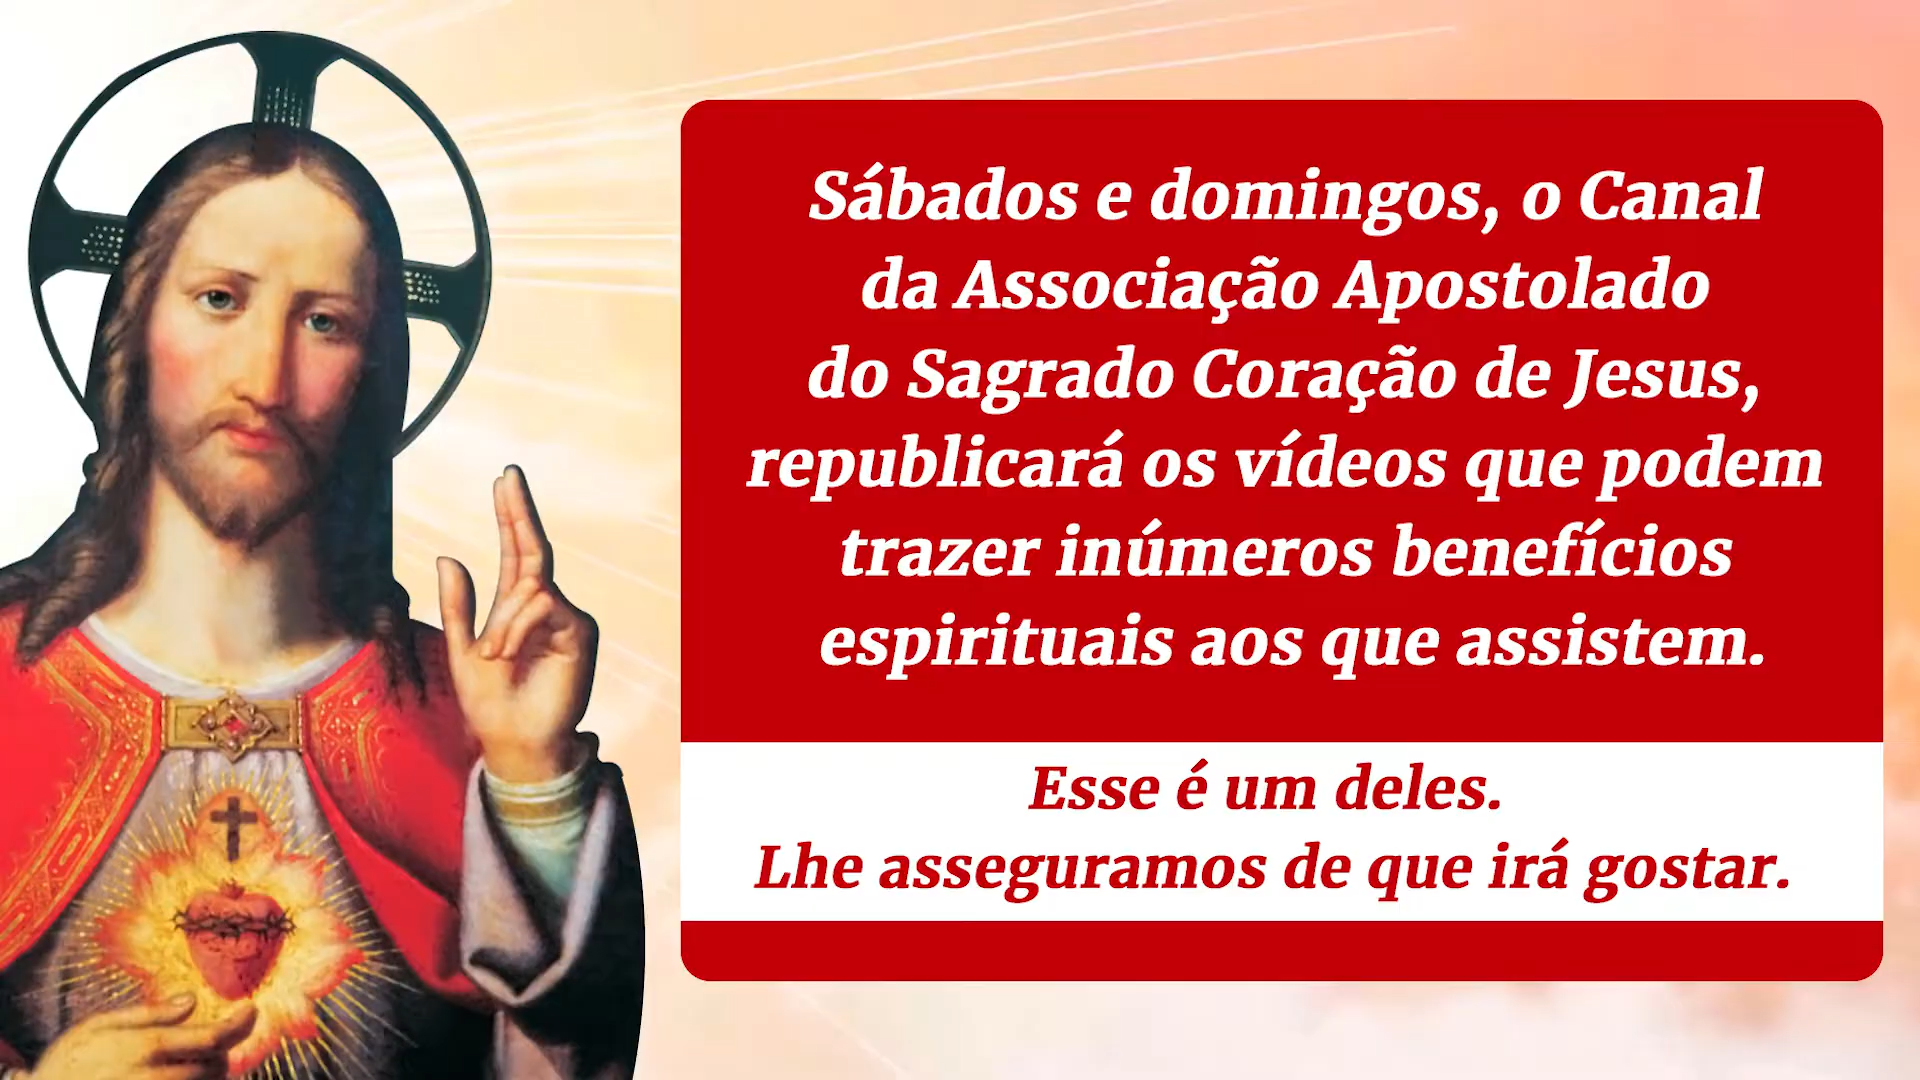 Sábados e domingos, o Canal
da Associação Apostolado
do Sagrado Coração de Jesus,
republicará os vídeos que podem
trazer inúmeros benefícios
espirituais aos que assistem.
Esse é um deles.
Lhe asseguramos de que irá gostar.